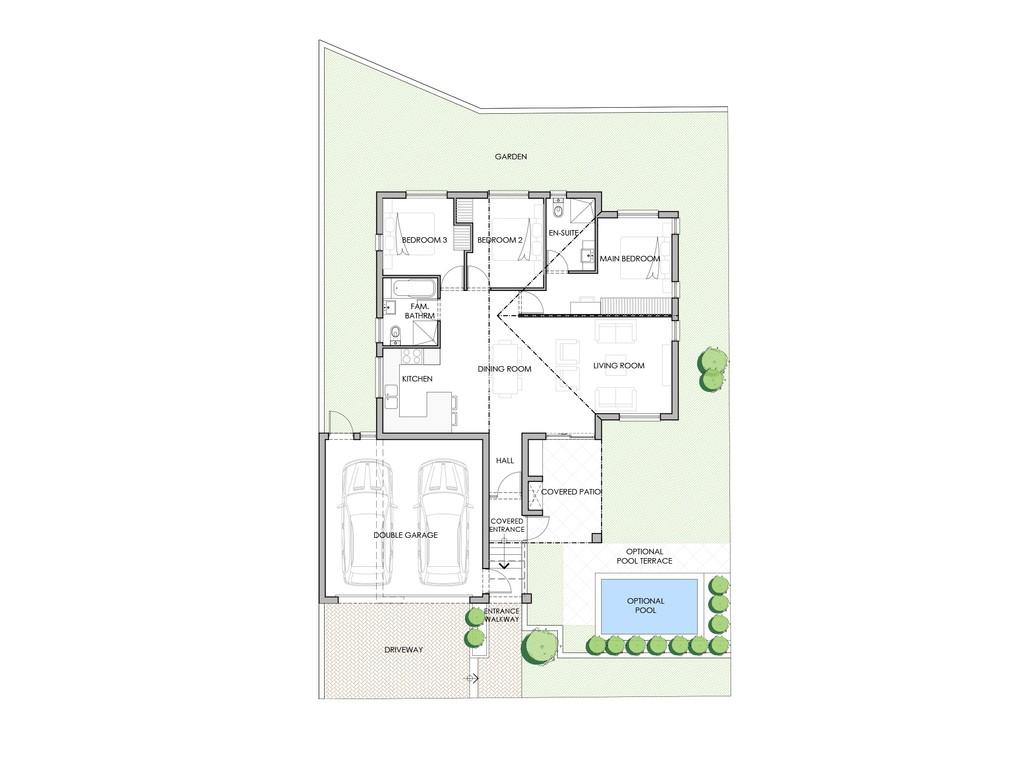 GARDEN
BEDROOM 3
BEDROOM 2
EN-SUITE
MAIN BEDROOM
FAM.
BATHRM
KITCHEN
DINING ROOM
LIVING ROOM
HALL
COVERED PATIO
COVERED
ENTRANCE
DOUBLE GARAGE
OPTIONAL
POOL TERRACE
OPTIONAL
POOL
ENTRANCE
WALKWAY
DRIVEWAY